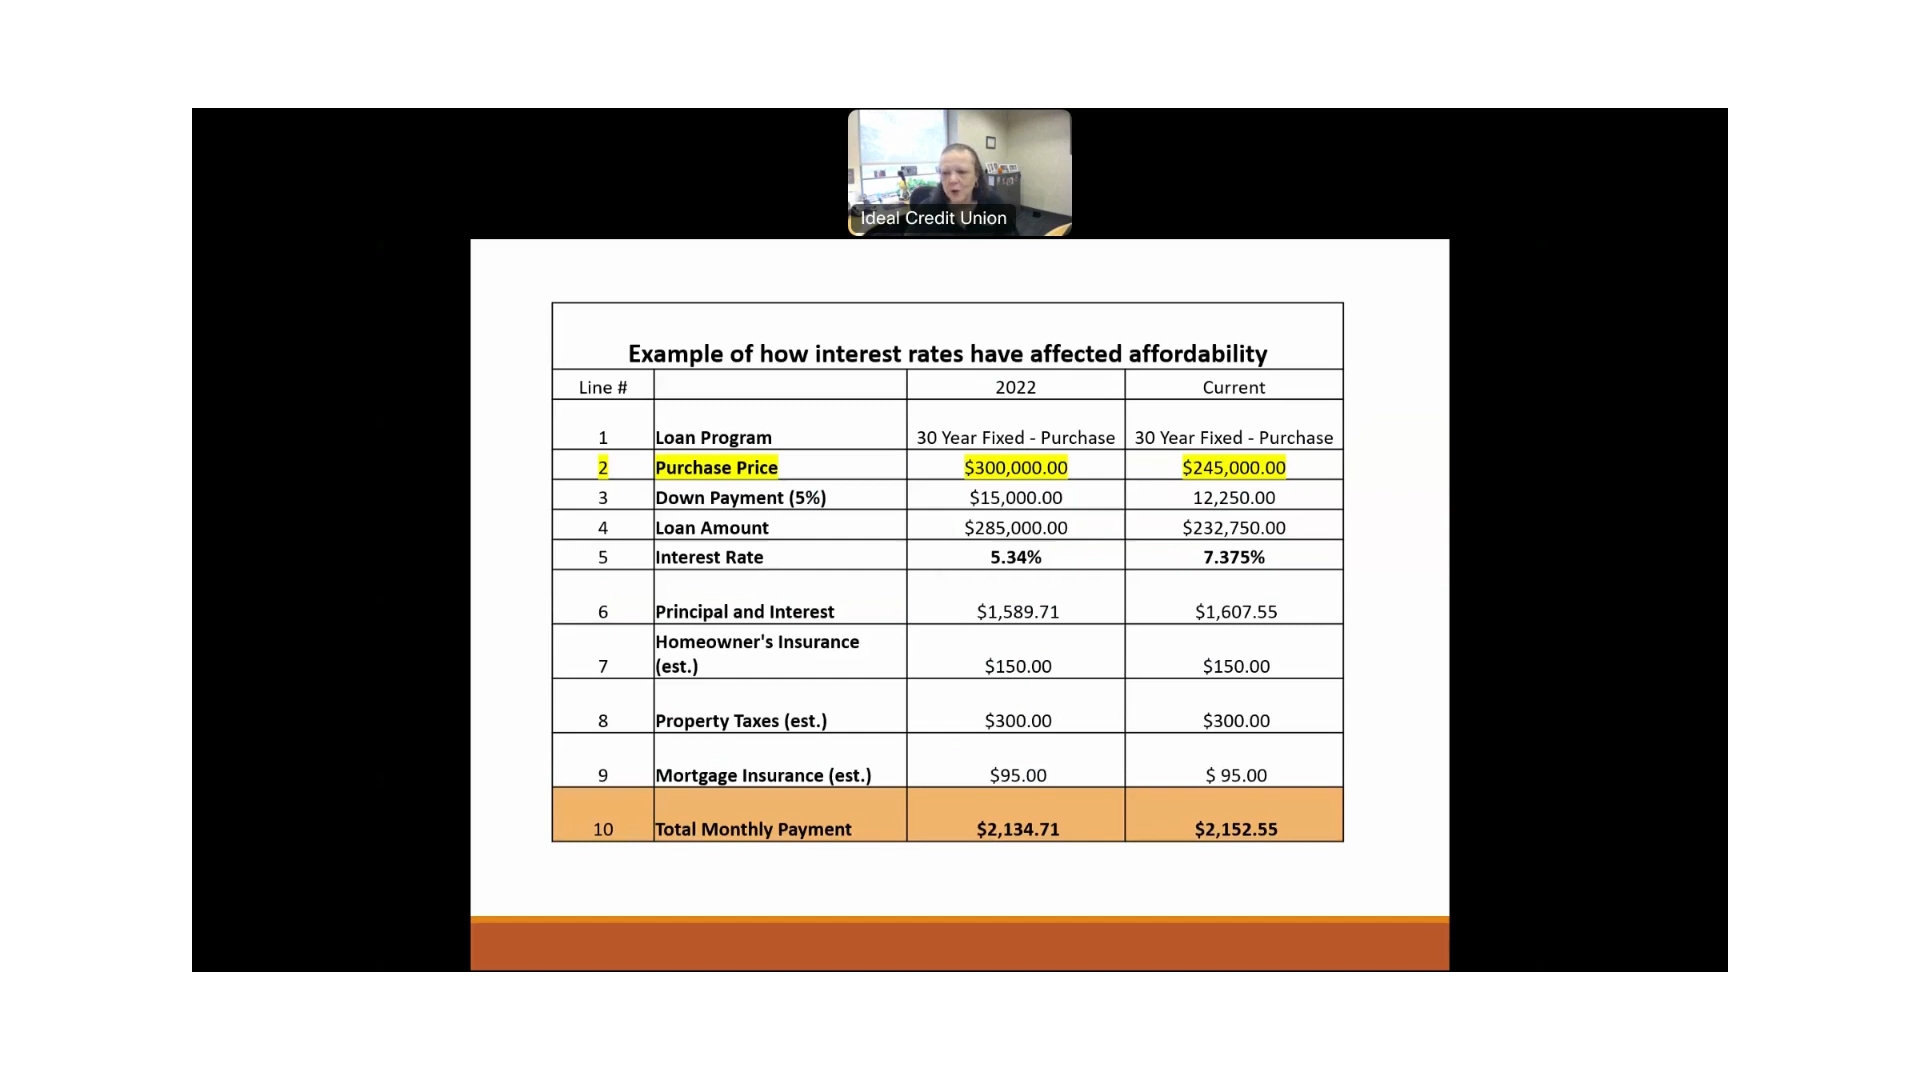 Ideal Credit Union
Example of how interest rates have affected affordability
Line # 2022 Current
1 Loan Program 30 Year Fixed - Purchase 30 Year Fixed - Purchase
2 Purchase Price $300,000.00 $245,000.00
3 Down Payment (5%) $15,000.00 12,250.00
4 Loan Amount $285,000.00 $232,750.00
5 Interest Rate 5.34% 7.375%
6 Principal and Interest $1,589.71 $1,607.55
Homeowner's Insurance
7 (est.) $150.00 $150.00
8 Property Taxes (est.) $300.00 $300.00
9 Mortgage Insurance (est.) $95.00 $ 95.00
10 Total Monthly Payment $2,134.71 $2,152.55